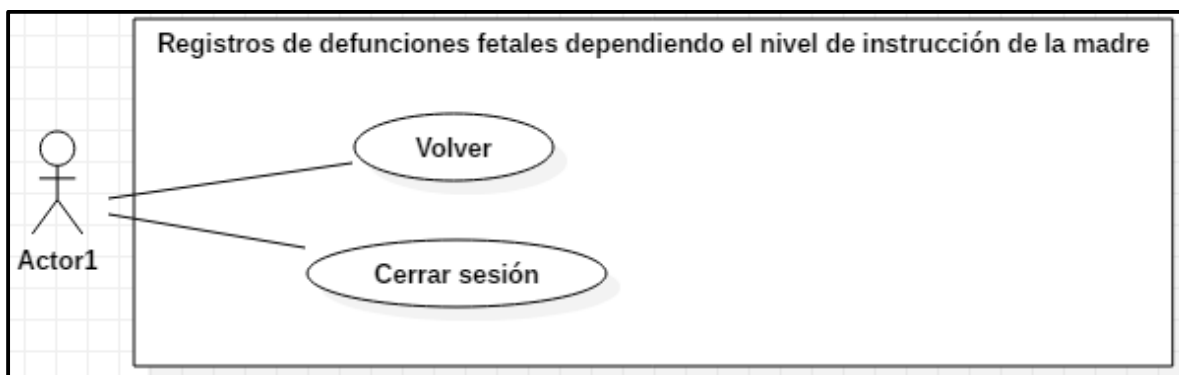 Registros de defunciones fetales dependiendo el nivel de instrucción de la madre
Volver
Actor1
Cerrar sesión